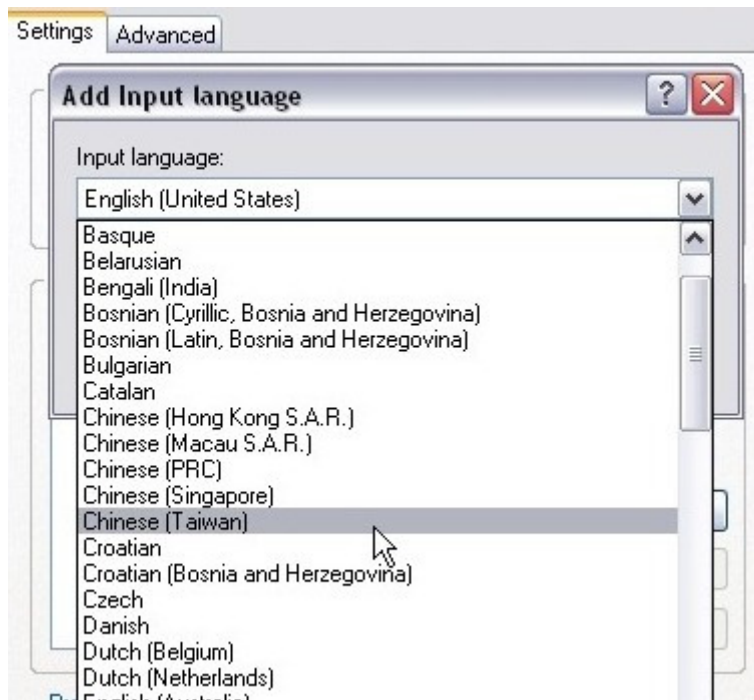 Settings
Advanced
Add Input language
Input language:
English (United States)
Basque
Belarusian
Bengali (India)
Bosnian (Cyrillic, Bosnia and Herzegovina)
Bosnian (Latin, Bosnia and Herzegovina)
Bulgarian
Catalan
Chinese (Hong Kong S.A.R.)
Chinese (Macau S.A.R.)
Chinese (PRC)
Chinese (Singapore)
Chinese (Taiwan)
Croatian
Croatian (Bosnia and Herzegovina)
Czech
Danish
Dutch (Belgium)
Dutch (Netherlands)
English (Australia)